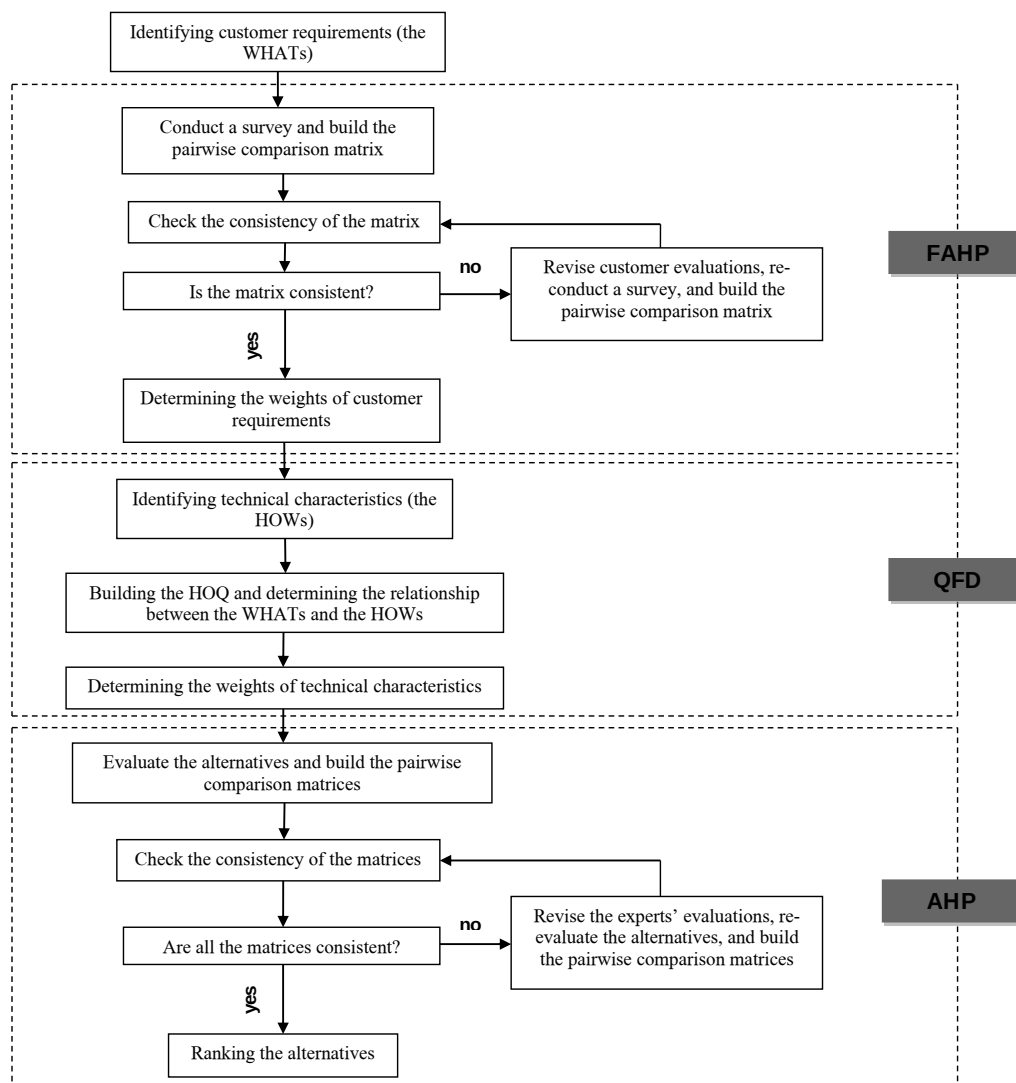 Identifying customer requirements (the
WHATs)
Conduct a survey and build the
pairwise comparison matrix
Check the consistency of the matrix
FAHP
no
Revise customer evaluations, re-
conduct a survey, and build the
pairwise comparison matrix
Is the matrix consistent?
yes
Determining the weights of customer
requirements
Identifying technical characteristics (the
HOWs)
QFD
Building the HOQ and determining the relationship
between the WHATs and the HOWs
Determining the weights of technical characteristics
Evaluate the alternatives and build the pairwise
comparison matrices
Check the consistency of the matrices
AHP
no
Revise the experts’ evaluations, re-
evaluate the alternatives, and build
the pairwise comparison matrices
Are all the matrices consistent?
yes
Ranking the alternatives